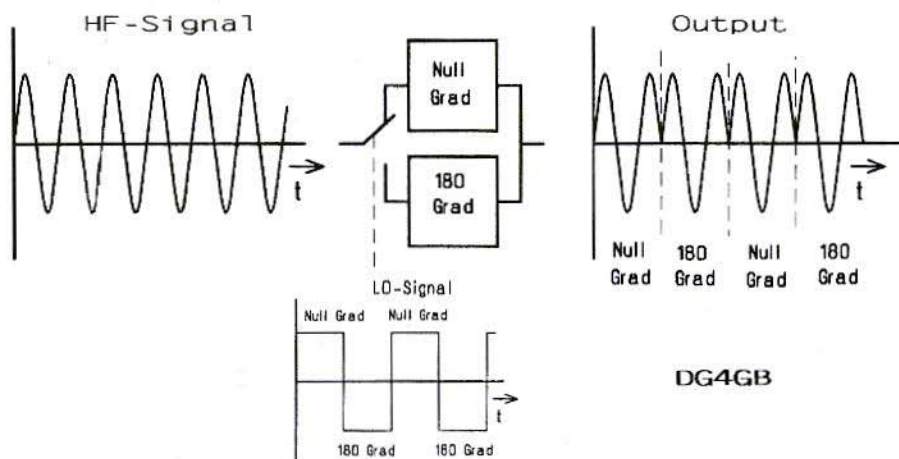 HF-Signal
Output
Null
Grad
180
Grad
t
t
Null
Grad
180
Grad
Null
Grad
180
Grad
LO-Signal
Null Grad
Null Grad
t
180 Grad
180 Grad
DG4GB